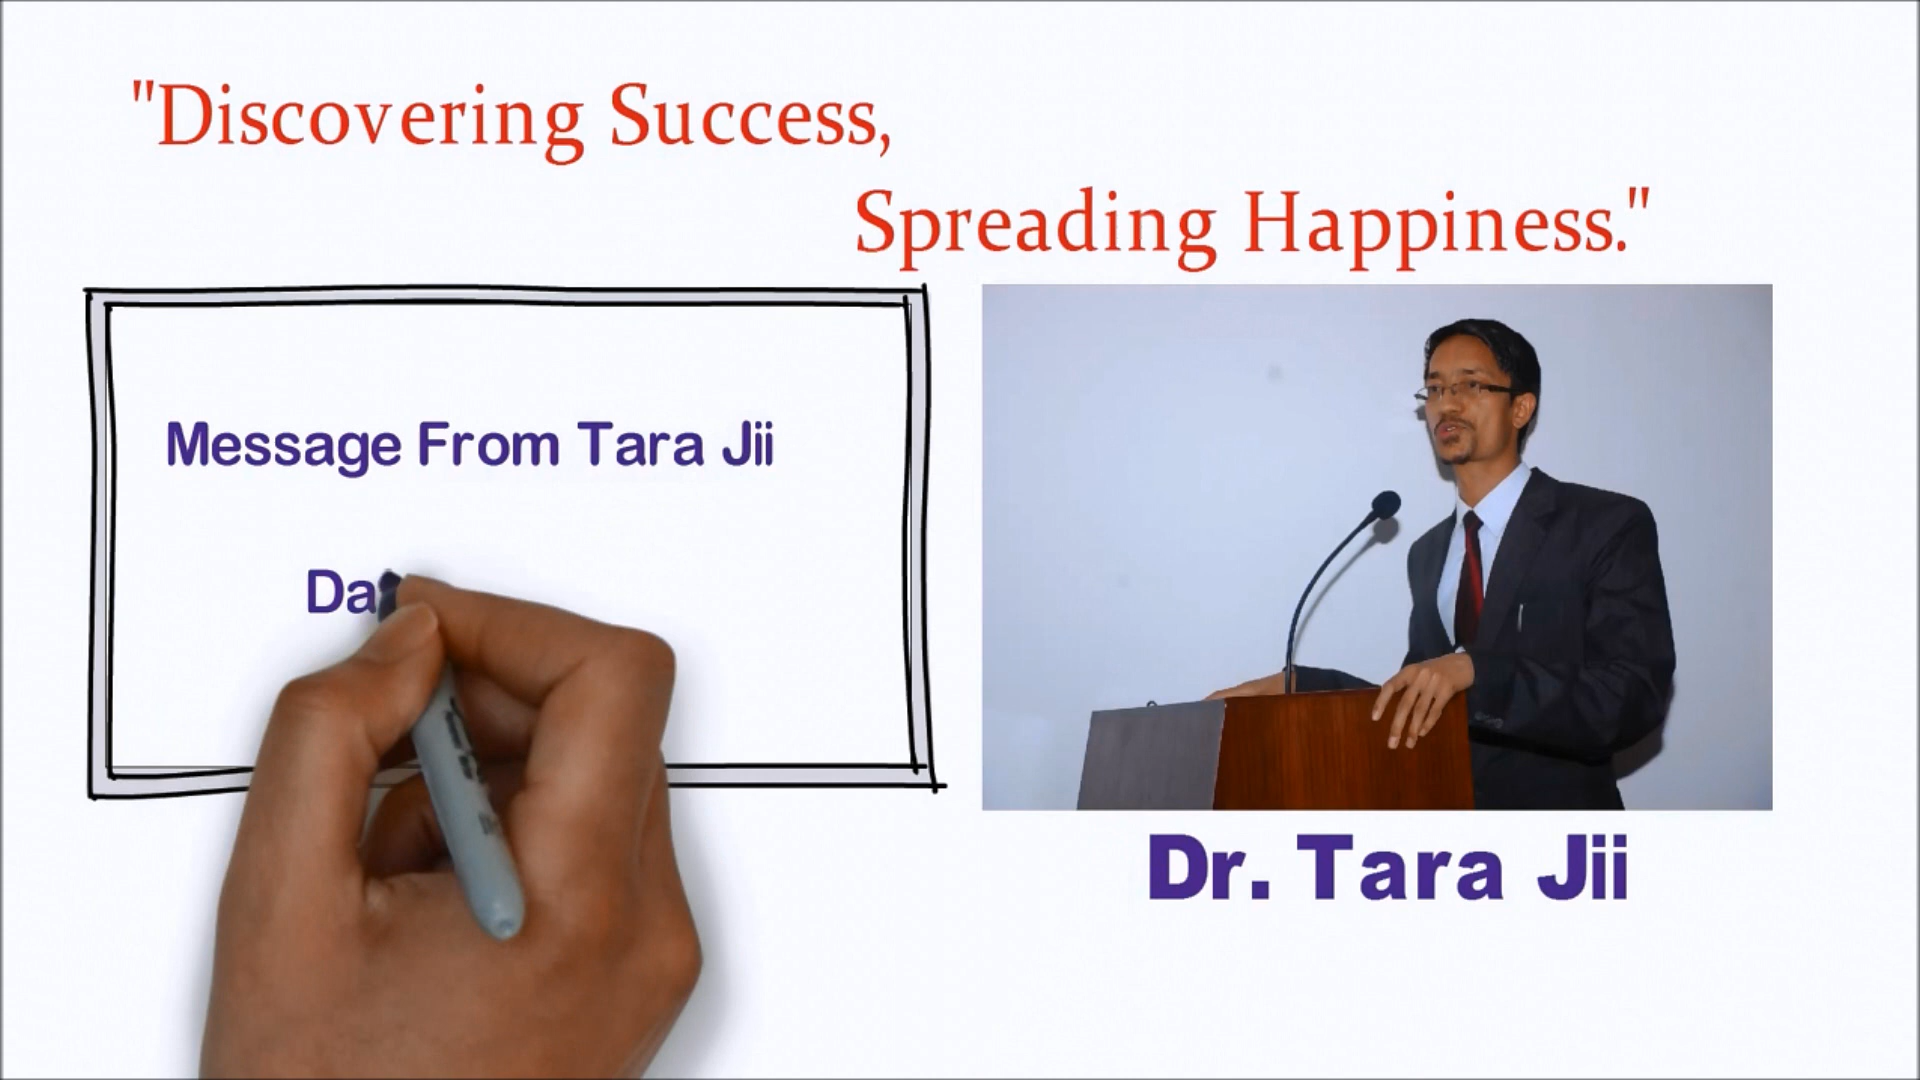 "Discovering Success,
Spreading Happiness."
Message From Tara Jii
Da
Dr. Tara Jii